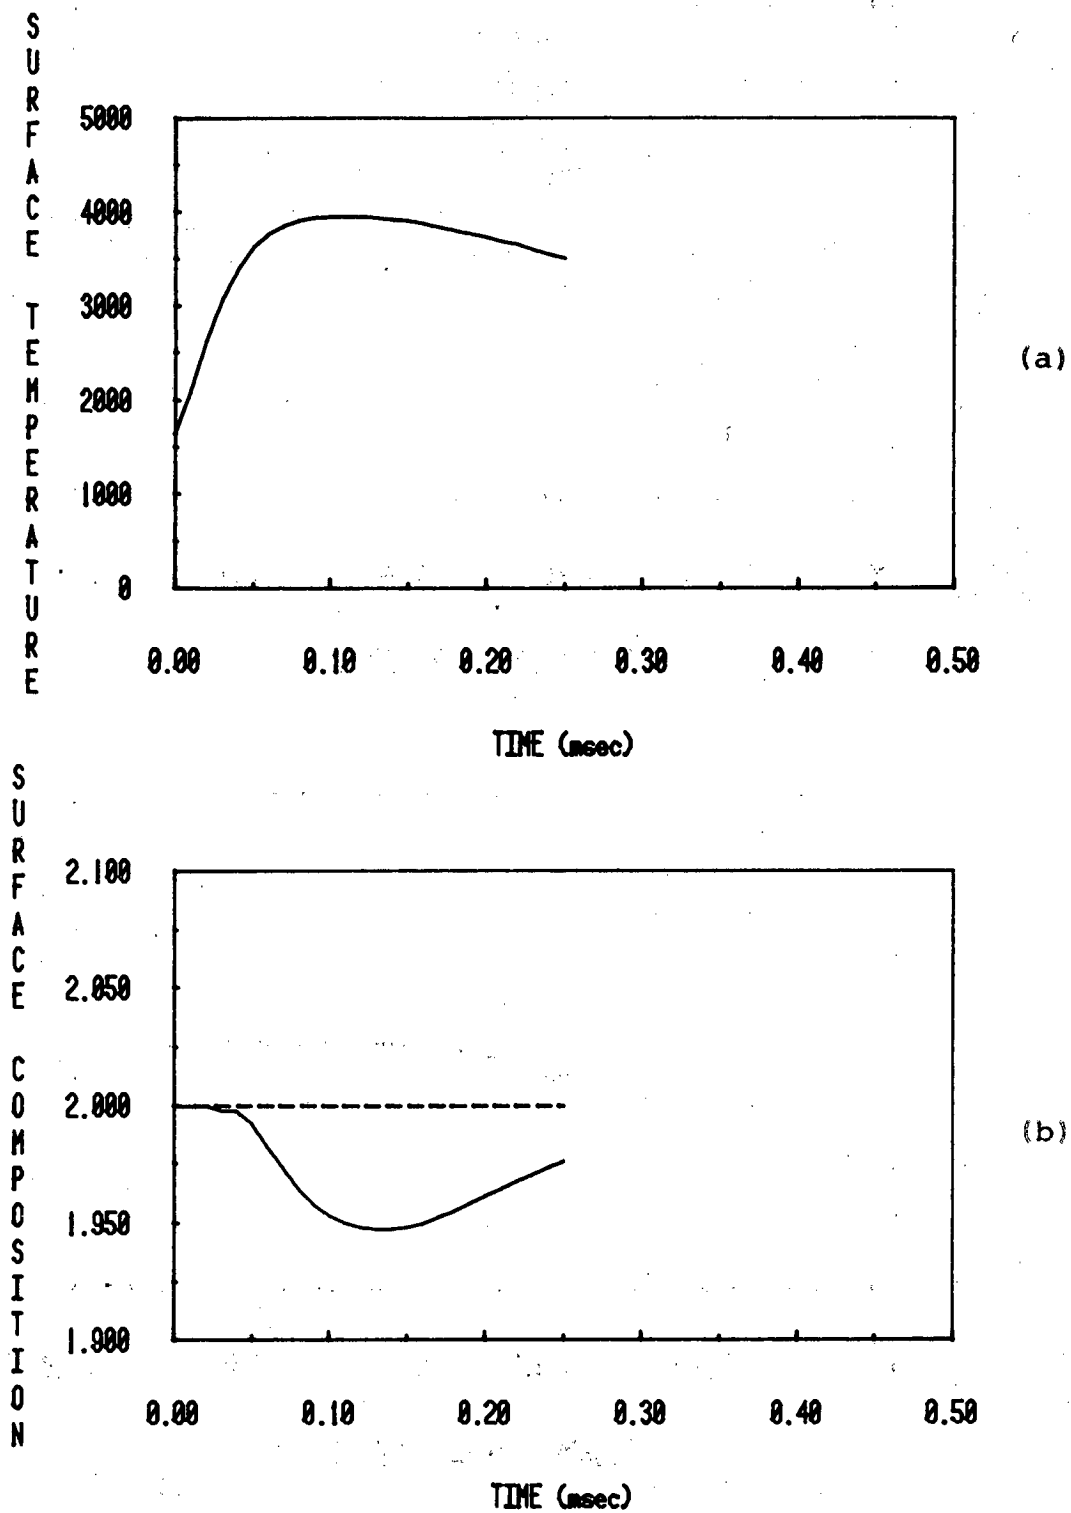 SURFACE TEMPERATURE
5000
4000
3000
2000
1000
0
0.00 0.10 0.20 0.30 0.40 0.50
TIME (msec)
(a)
SURFACE COMPOSITION
2.100
2.050
2.000
1.950
1.900
0.00 0.10 0.20 0.30 0.40 0.50
TIME (msec)
(b)